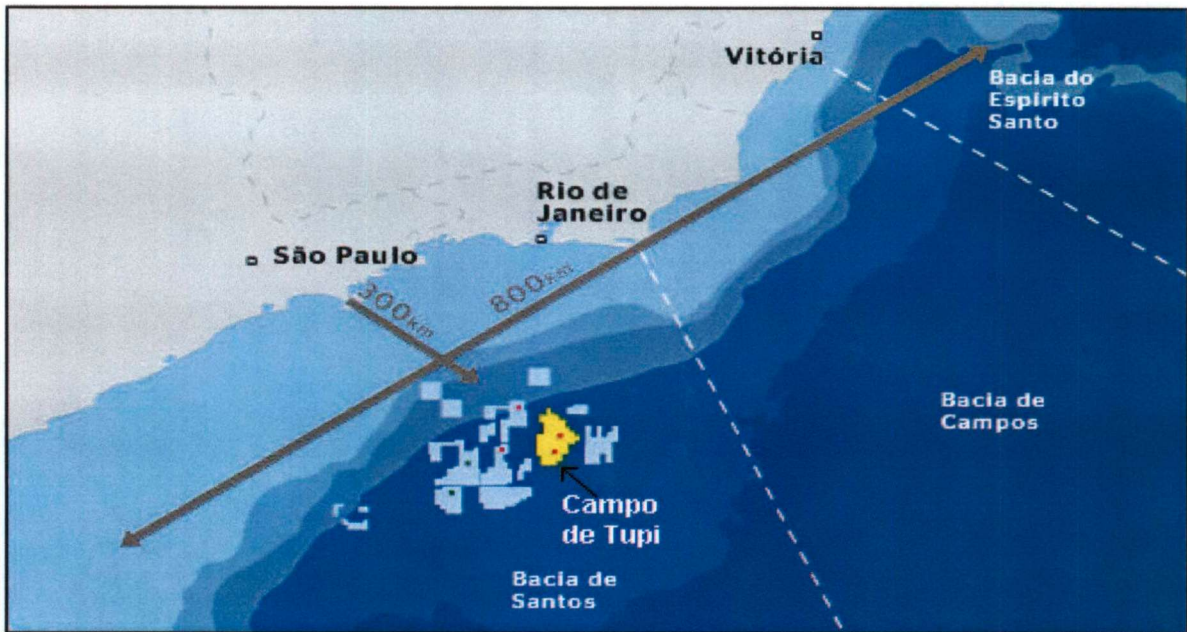 Vitória
Bacia do
Espírito
Santo
Rio de
Janeiro
São Paulo
800km
300km
Bacia de
Campos
Campo
de Tupi
Bacia de
Santos